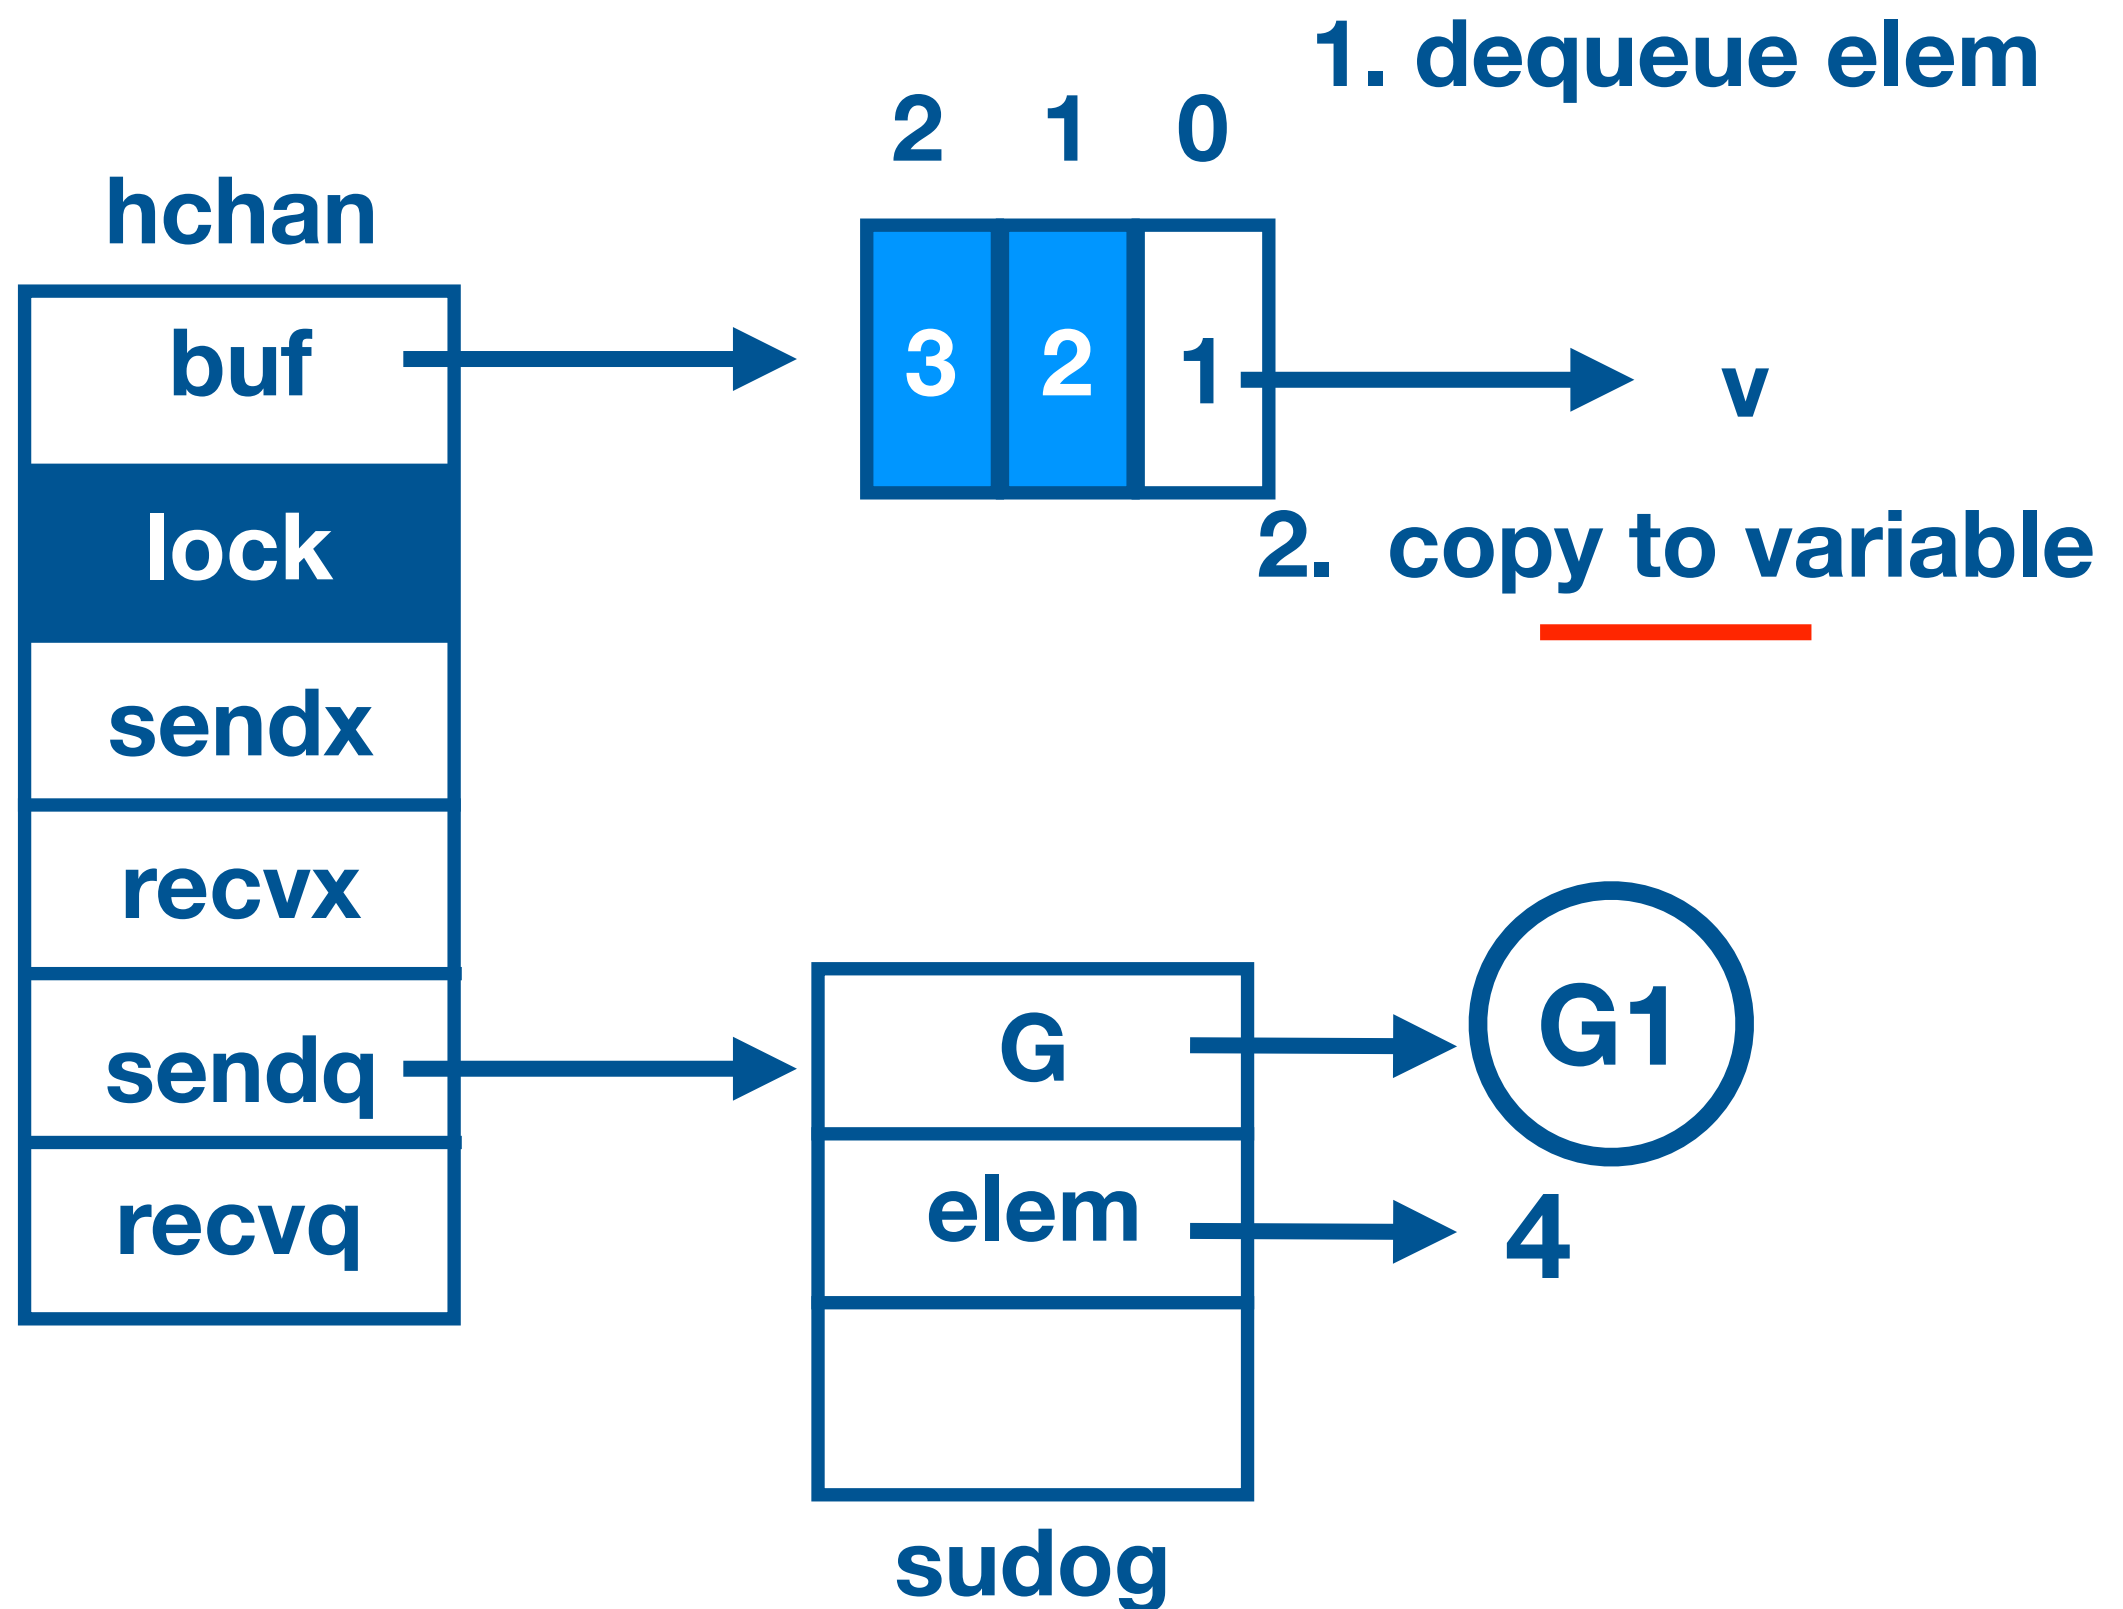 1. dequeue elem
2 1 0
hchan
buf
3 2 1
v
lock
2. copy to variable
sendx
recvx
sendq
recvq
G
G1
elem
4
sudog